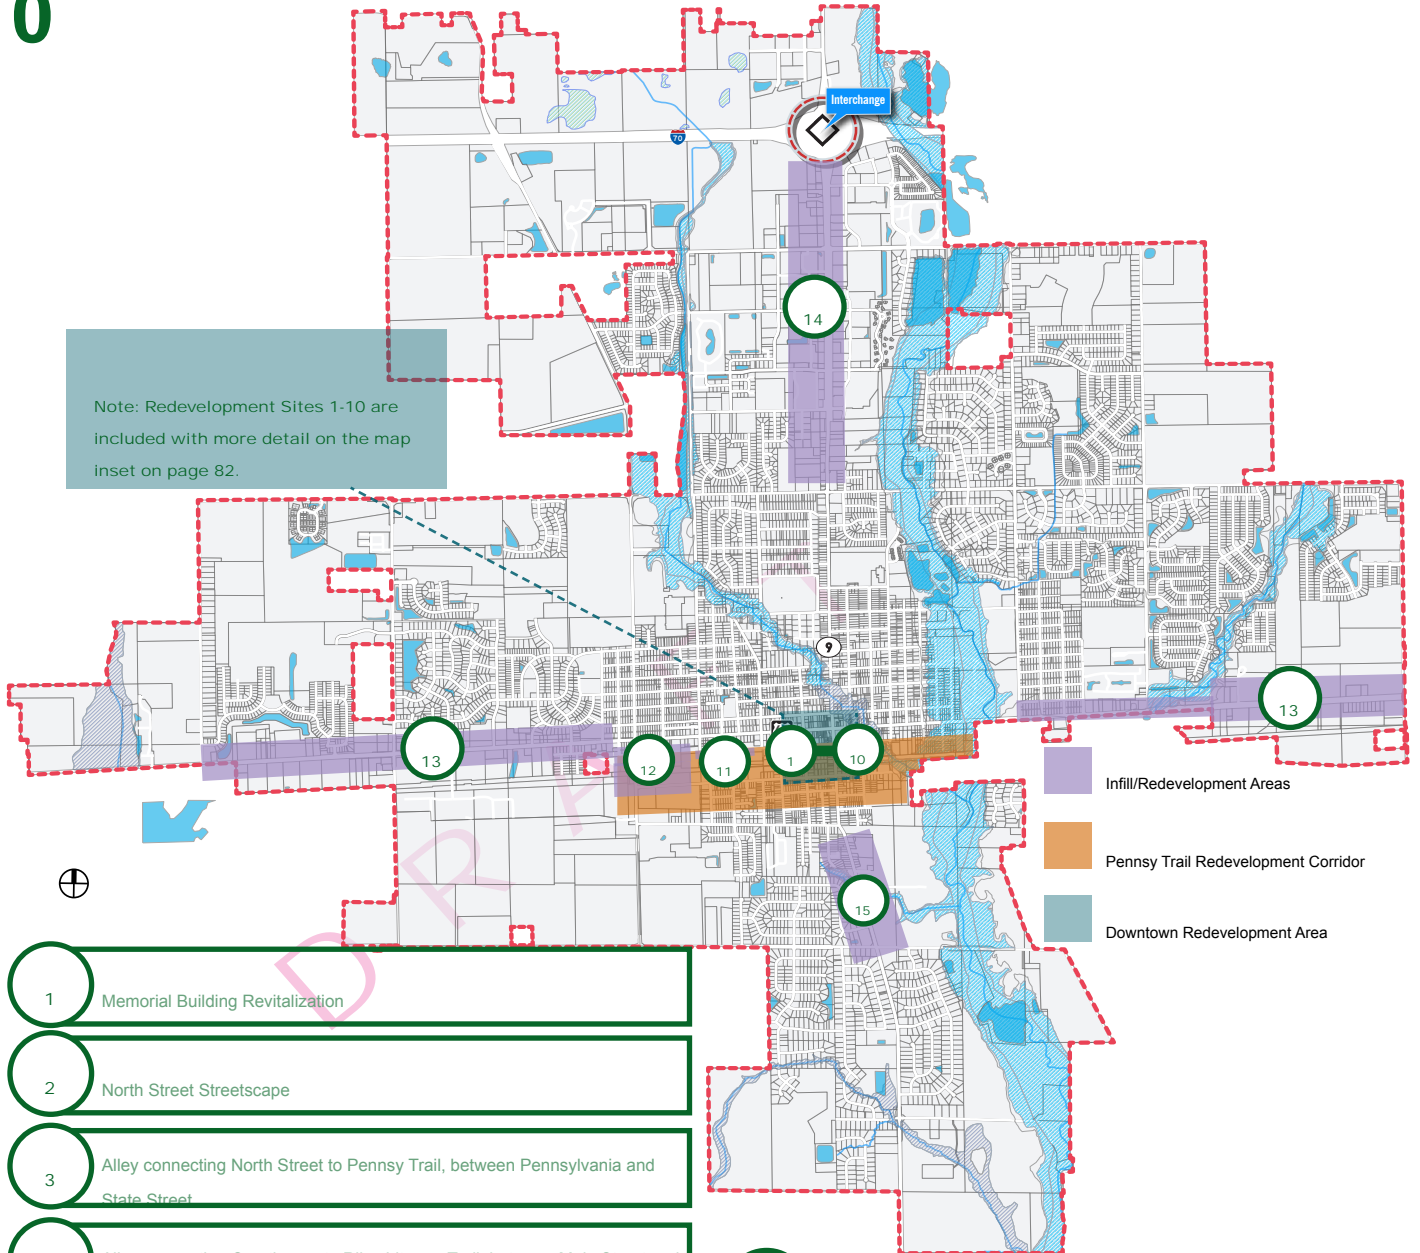 0
Interchange
70
14
Note: Redevelopment Sites 1-10 are
included with more detail on the map
inset on page 82.
9
13
13
12
11
1
10
15
Infill/Redevelopment Areas
Pennsy Trail Redevelopment Corridor
Downtown Redevelopment Area
D R A
1
Memorial Building Revitalization
2
North Street Streetscape
3
Alley connecting North Street to Pennsy Trail, between Pennsylvania and
State Street